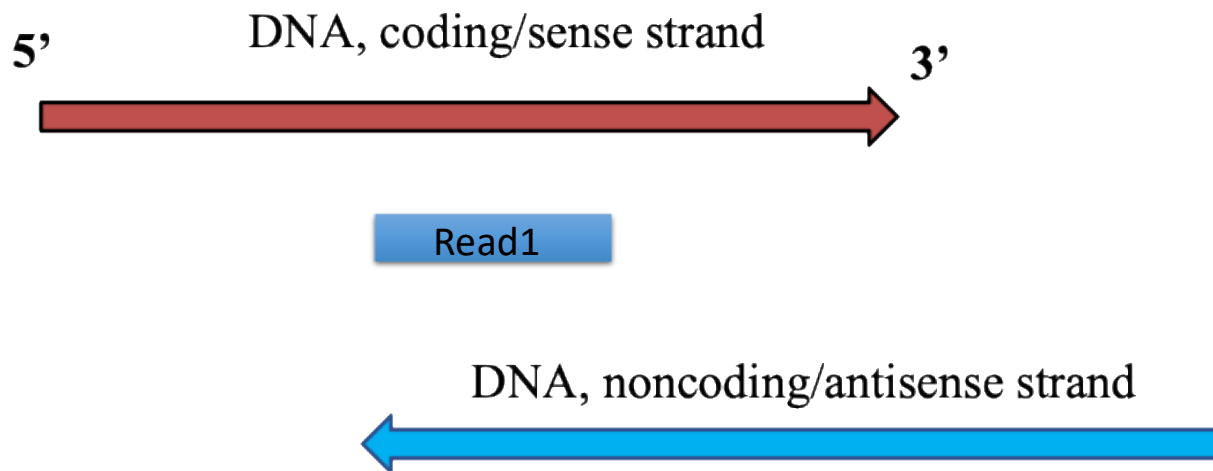 DNA, coding/sense strand
5’
3’
Read1
DNA, noncoding/antisense strand